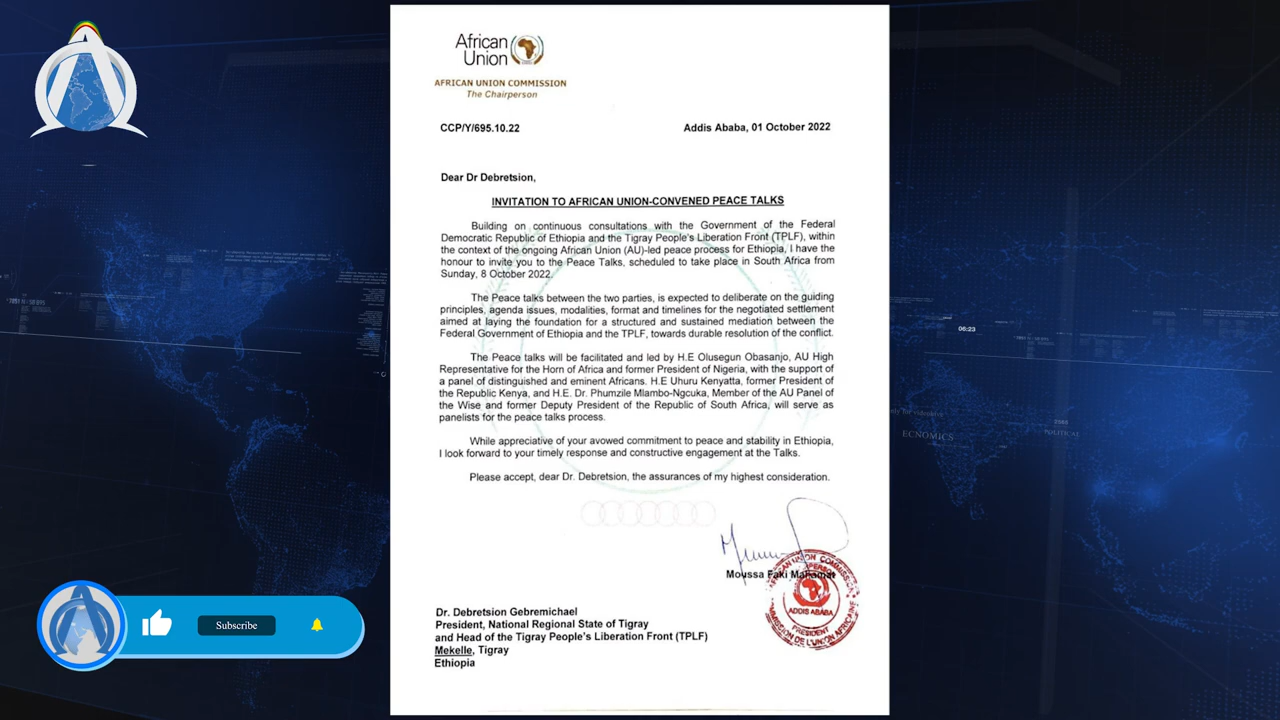 African
Union
AFRICAN UNION COMMISSION
The Chairperson
CCP/Y/695.10.22
Addis Ababa, 01 October 2022
Dear Dr Debretsion,
INVITATION TO AFRICAN UNION-CONVENED PEACE TALKS
Building on continuous consultations with the Government of the Federal
Democratic Republic of Ethiopia and the Tigray People's Liberation Front (TPLF), within
the context of the ongoing African Union (AU)-led peace process for Ethiopia, I have the
honour to invite you to the Peace Talks, scheduled to take place in South Africa from
Sunday, 8 October 2022.
The Peace talks between the two parties, is expected to deliberate on the guiding
principles, agenda issues, modalities, format and timelines for the negotiated settlement
aimed at laying the foundation for a structured and sustained mediation between the
Federal Government of Ethiopia and the TPLF, towards durable resolution of the conflict.
The Peace talks will be facilitated and led by H.E Olusegun Obasanjo, AU High
Representative for the Horn of Africa and former President of Nigeria, with the support of
a panel of distinguished and eminent Africans. H.E Uhuru Kenyatta, former President of
the Republic Kenya, and H.E. Dr. Phumzile Mlambo-Ngcuka, Member of the AU Panel of
the Wise and former Deputy President of the Republic of South Africa, will serve as
panelists for the peace talks process.
While appreciative of your avowed commitment to peace and stability in Ethiopia,
I look forward to your timely response and constructive engagement at the Talks.
Please accept, dear Dr. Debretsion, the assurances of my highest consideration.
Moussa Faki Mahamat
ADDIS ABABA
PRESIDENT
Dr. Debretsion Gebremichael
President, National Regional State of Tigray
and Head of the Tigray People's Liberation Front (TPLF)
Mekelle, Tigray
Ethiopia
Subscribe
06:23
ECNOMICS
POLITICAL